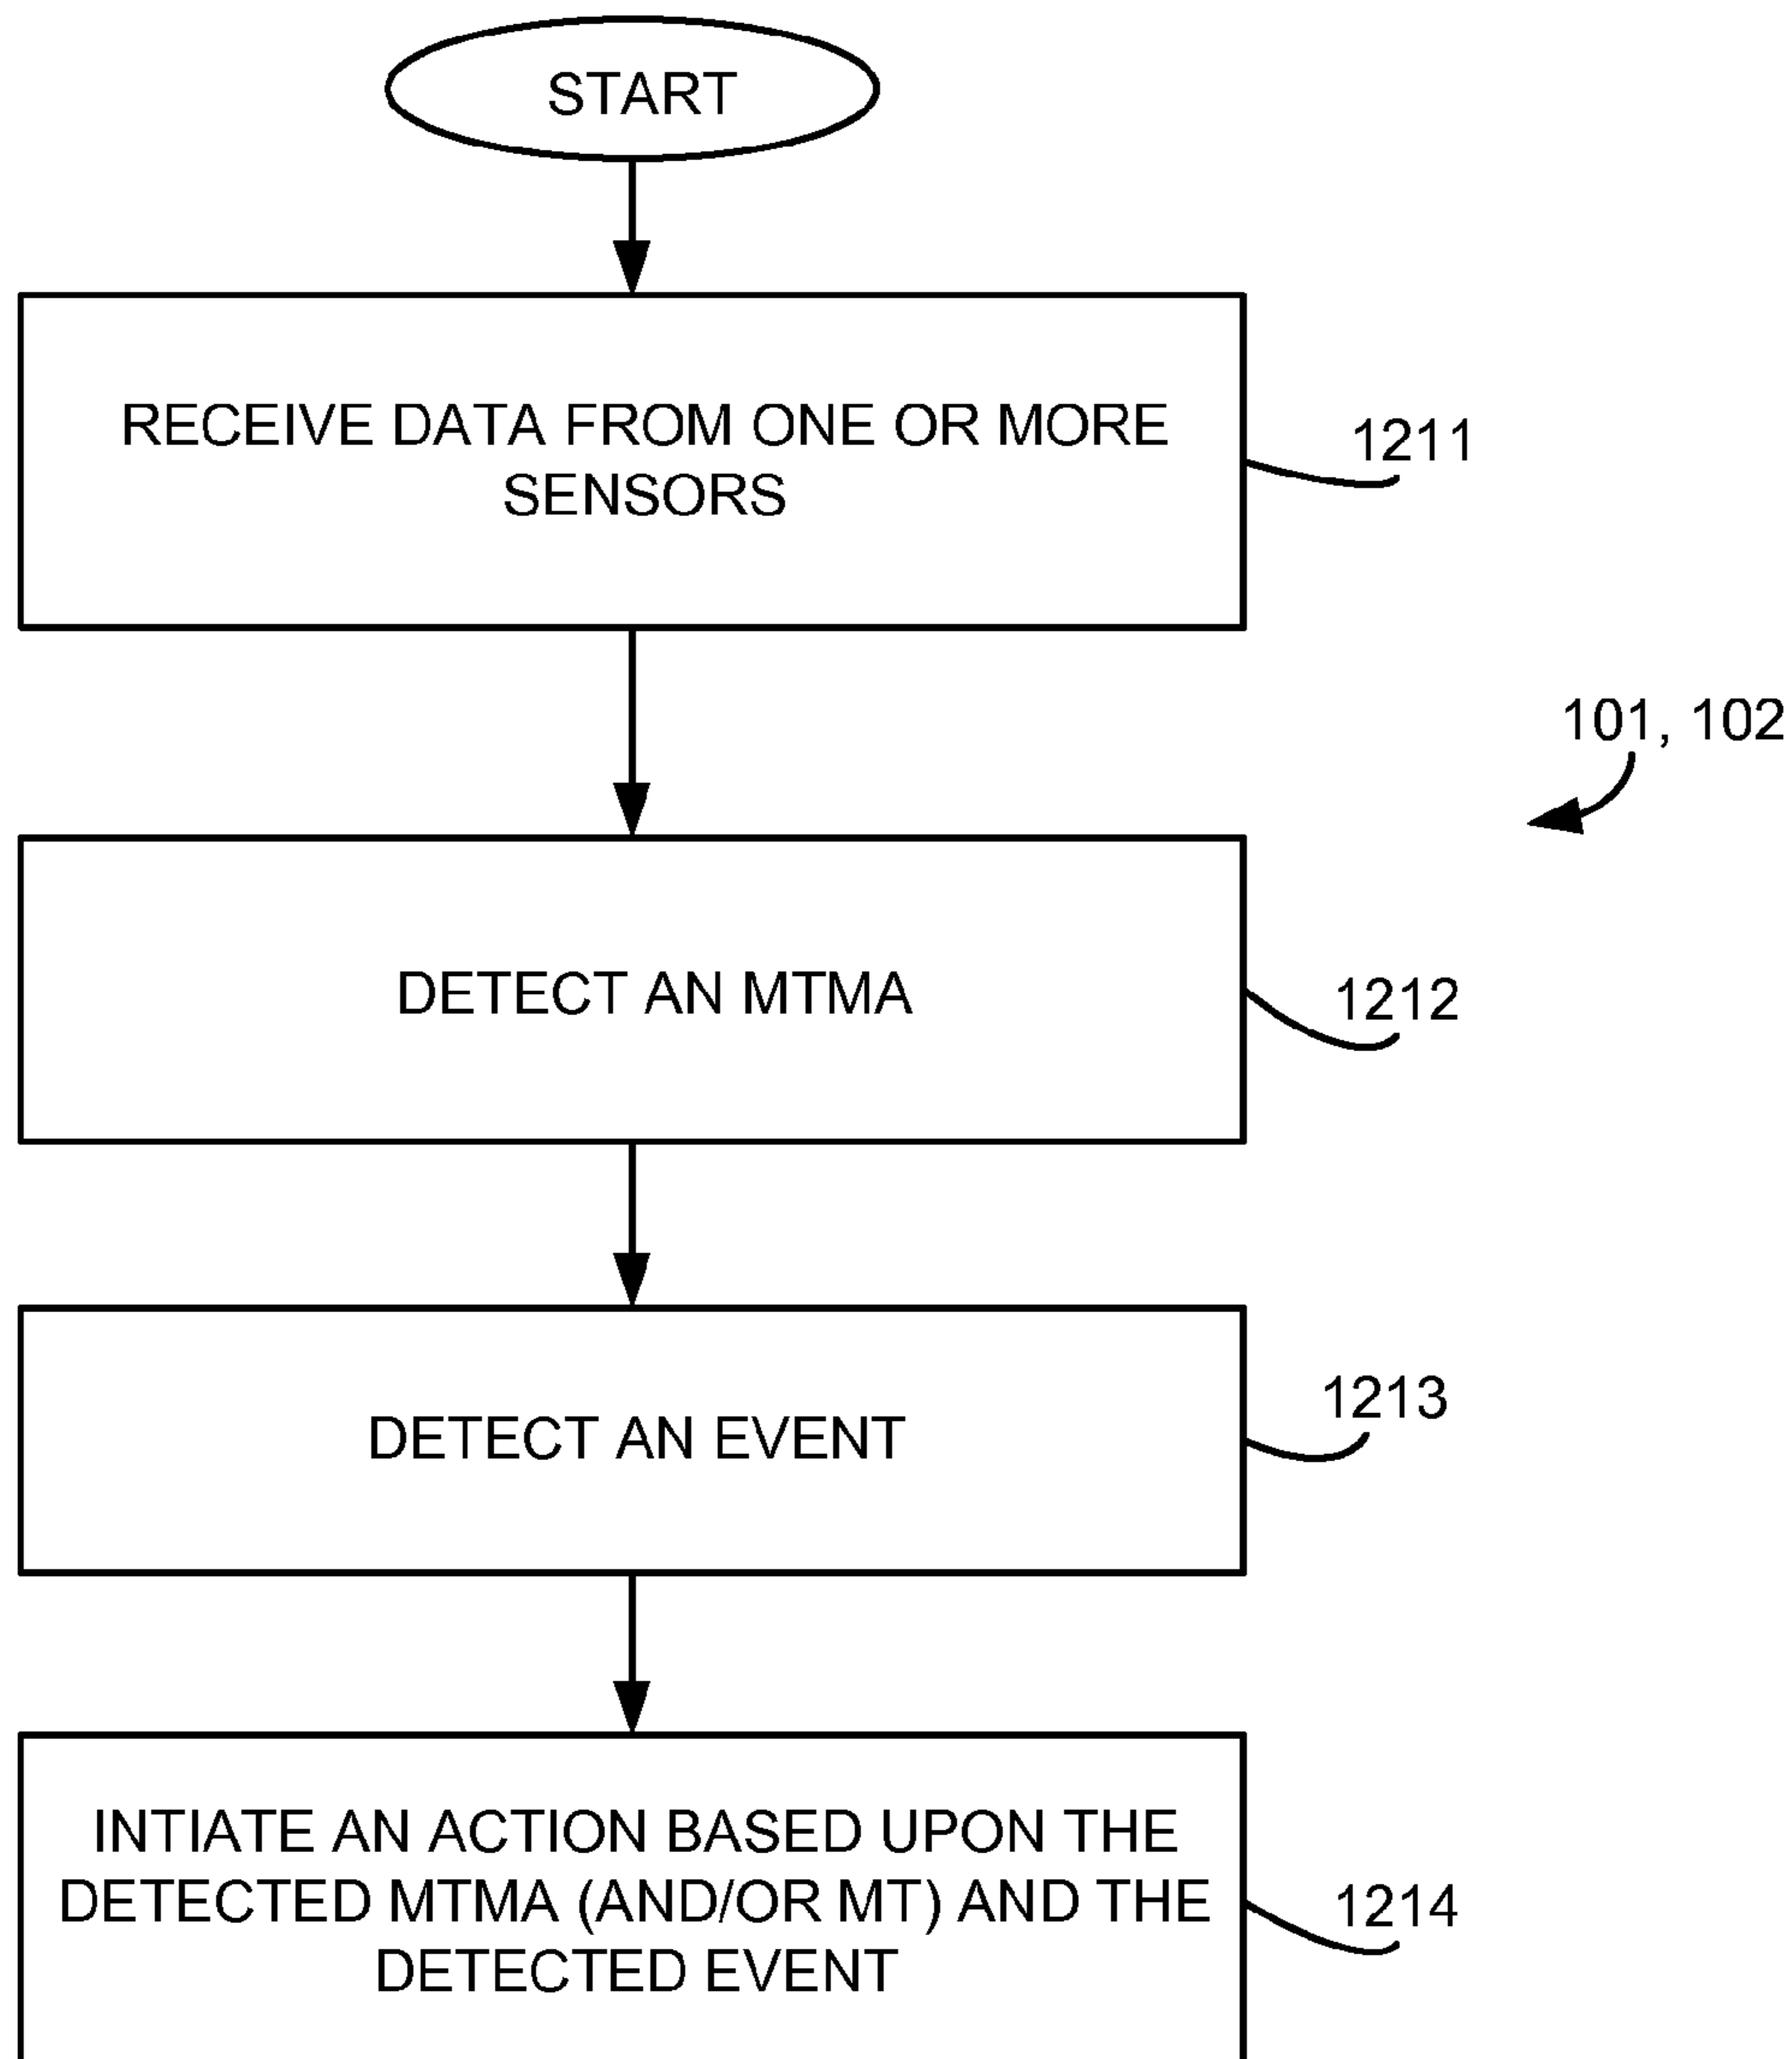 START
RECEIVE DATA FROM ONE OR MORE
SENSORS
1211
101, 102
DETECT AN MTMA
1212
DETECT AN EVENT
1213
INTIATE AN ACTION BASED UPON THE
DETECTED MTMA (AND/OR MT) AND THE
DETECTED EVENT
1214